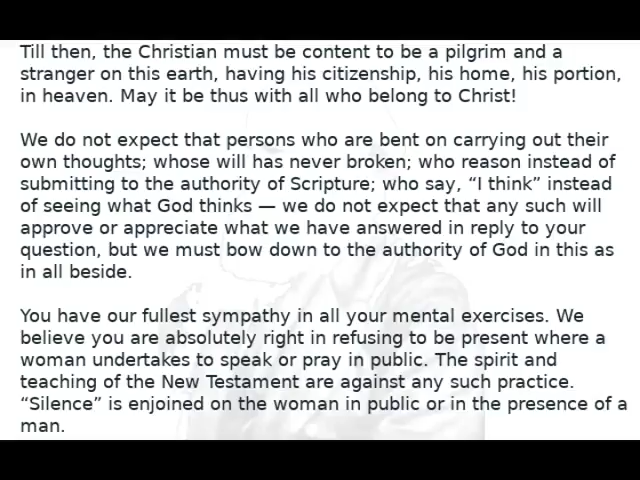 Till then, the Christian must be content to be a pilgrim and a
stranger on this earth, having his citizenship, his home, his portion,
in heaven. May it be thus with all who belong to Christ!
We do not expect that persons who are bent on carrying out their
own thoughts; whose will has never broken; who reason instead of
submitting to the authority of Scripture; who say, “I think” instead
of seeing what God thinks — we do not expect that any such will
approve or appreciate what we have answered in reply to your
question, but we must bow down to the authority of God in this as
in all beside.
You have our fullest sympathy in all your mental exercises. We
believe you are absolutely right in refusing to be present where a
woman undertakes to speak or pray in public. The spirit and
teaching of the New Testament are against any such practice.
“Silence” is enjoined on the woman in public or in the presence of a
man.